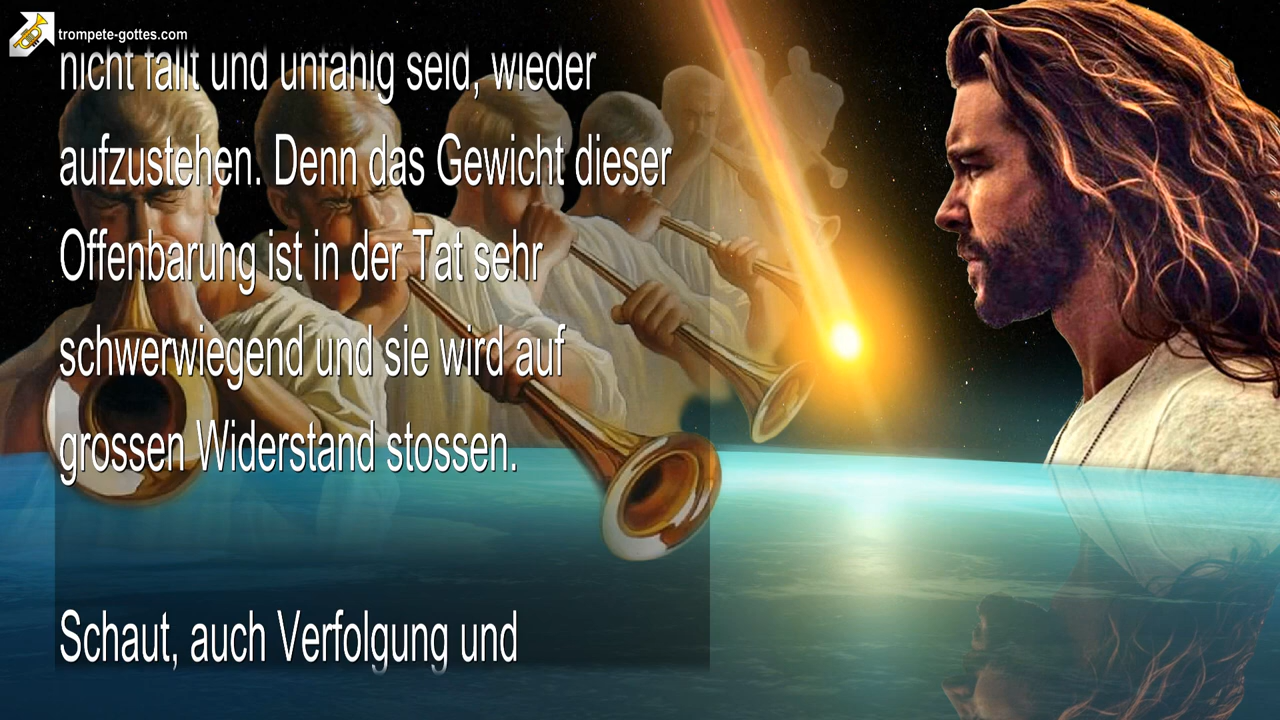 trompete-gottes.com
nicht fallt und unfähig seid, wieder
aufzustehen. Denn das Gewicht dieser
Offenbarung ist in der Tat sehr
schwerwiegend und sie wird auf
grossen Widerstand stossen.
Schaut, auch Verfolgung und